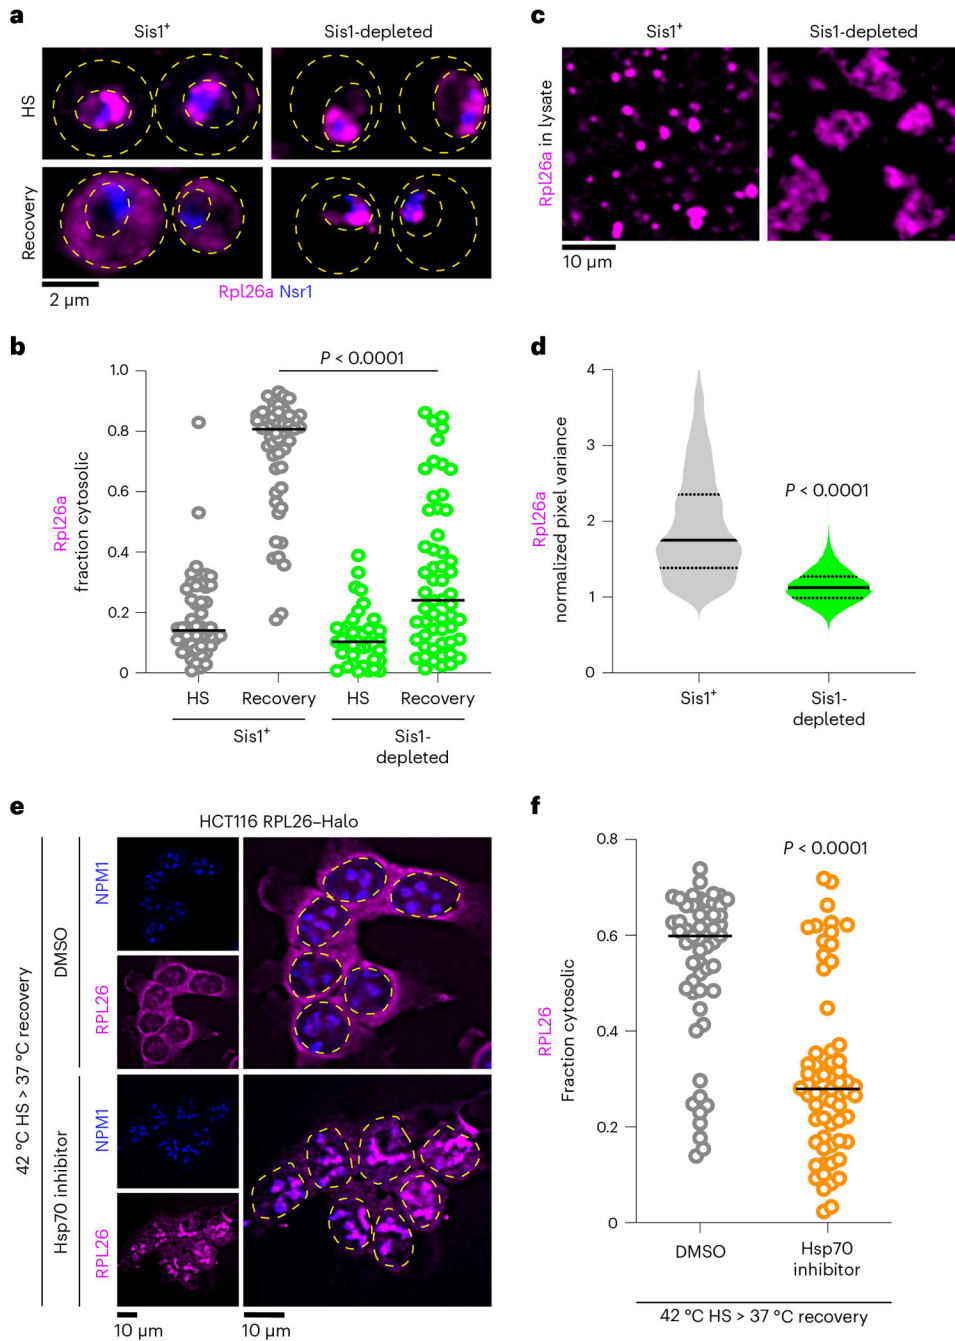 a
Sis1⁺
Sis1-depleted
HS
Recovery
2 µm
Rpl26a Nsr1
c
Sis1⁺
Sis1-depleted
Rpl26a in lysate
10 µm
b
P < 0.0001
Rpl26a
fraction cytosolic
1.0
0.8
0.6
0.4
0.2
0
HS
Recovery
HS
Recovery
Sis1⁺
Sis1-
depleted
d
Rpl26a
normalized pixel variance
4
3
2
1
0
P < 0.0001
Sis1⁺
Sis1-
depleted
e
HCT116 RPL26–Halo
42 °C HS > 37 °C recovery
DMSO
NPM1
RPL26
Hsp70 inhibitor
NPM1
RPL26
10 µm
10 µm
f
RPL26
Fraction cytosolic
0.8
0.6
0.4
0.2
0
P < 0.0001
DMSO
Hsp70
inhibitor
42 °C HS > 37 °C recovery